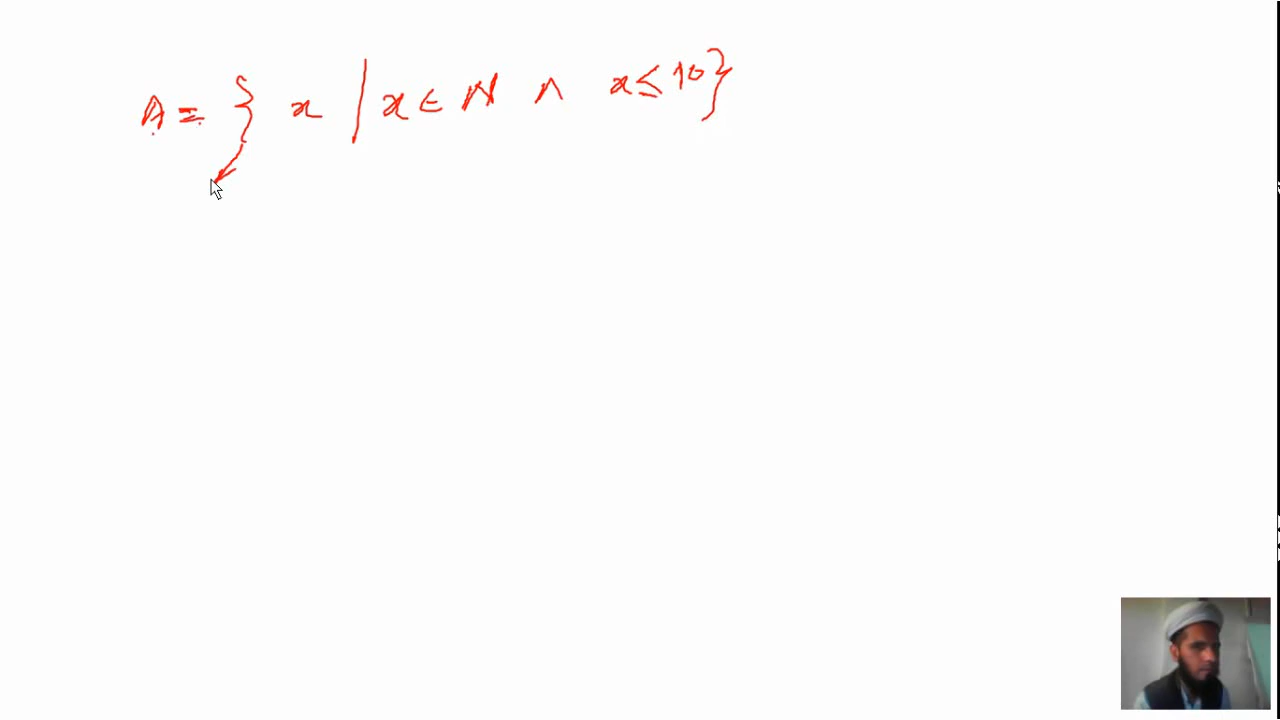 A = } x | x ∈ N ∧ x ≤ 10 }